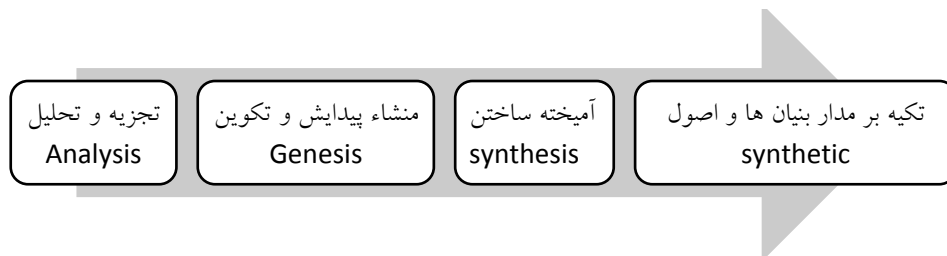 تجزیه و تحلیل
Analysis
منشاء پیدایش و تکوین
Genesis
آمیخته ساختن
synthesis
تکیه بر مدار بنیان ها و اصول
synthetic